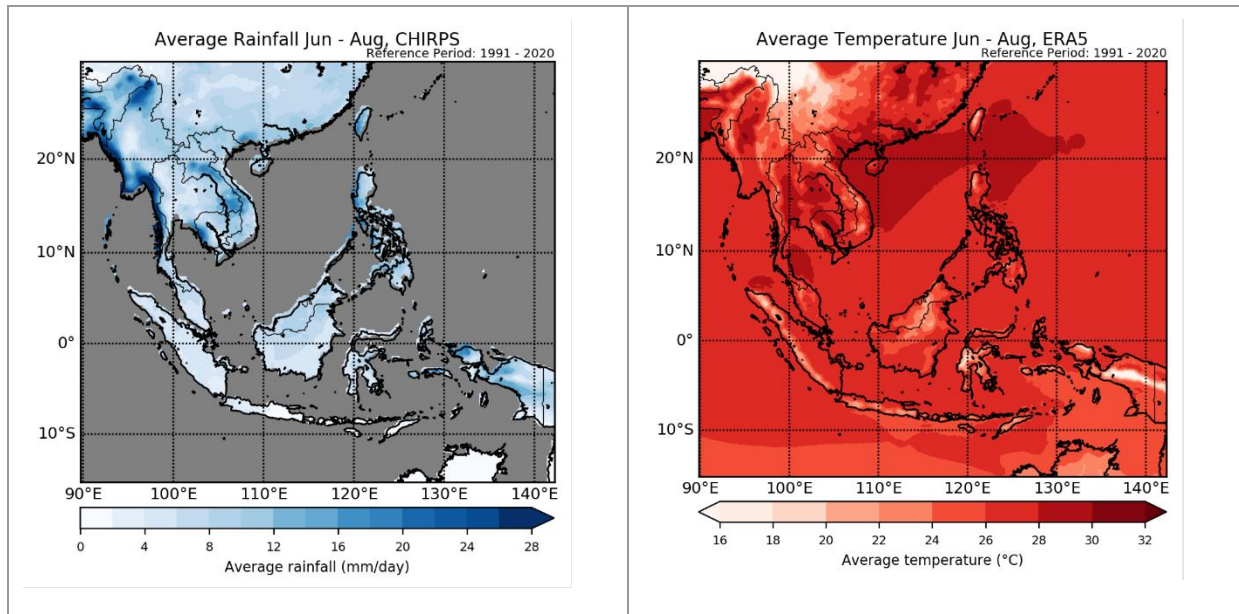 Average Rainfall Jun - Aug, CHIRPS
Reference Period: 1991 - 2020
20°N
10°N
0°
10°S
90°E 100°E 110°E 120°E 130°E 140°E
0 4 8 12 16 20 24 28
Average rainfall (mm/day)
Average Temperature Jun - Aug, ERA5
Reference Period: 1991 - 2020
20°N
10°N
0°
10°S
90°E 100°E 110°E 120°E 130°E 140°E
16 18 20 22 24 26 28 30 32
Average temperature (°C)